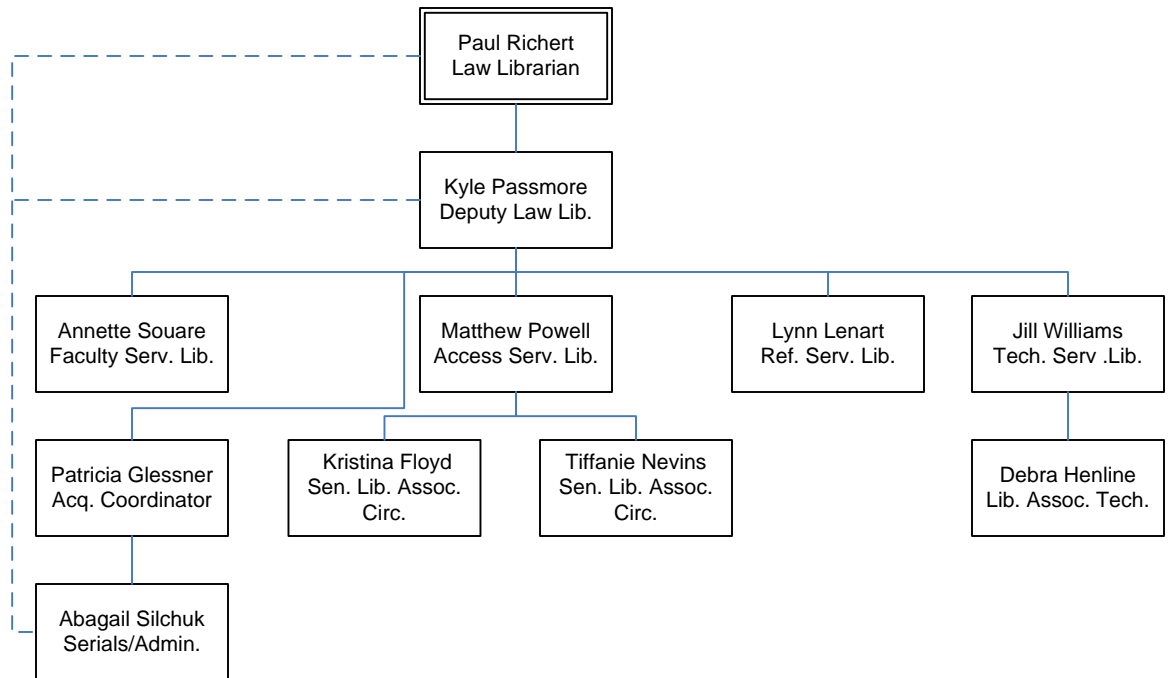 Paul Richert
Law Librarian
Kyle Passmore
Deputy Law Lib.
Annette Souare
Faculty Serv. Lib.
Matthew Powell
Access Serv. Lib.
Lynn Lenart
Ref. Serv. Lib.
Jill Williams
Tech. Serv .Lib.
Patricia Glessner
Acq. Coordinator
Kristina Floyd
Sen. Lib. Assoc.
Circ.
Tiffanie Nevins
Sen. Lib. Assoc.
Circ.
Debra Henline
Lib. Assoc. Tech.
Abagail Silchuk
Serials/Admin.